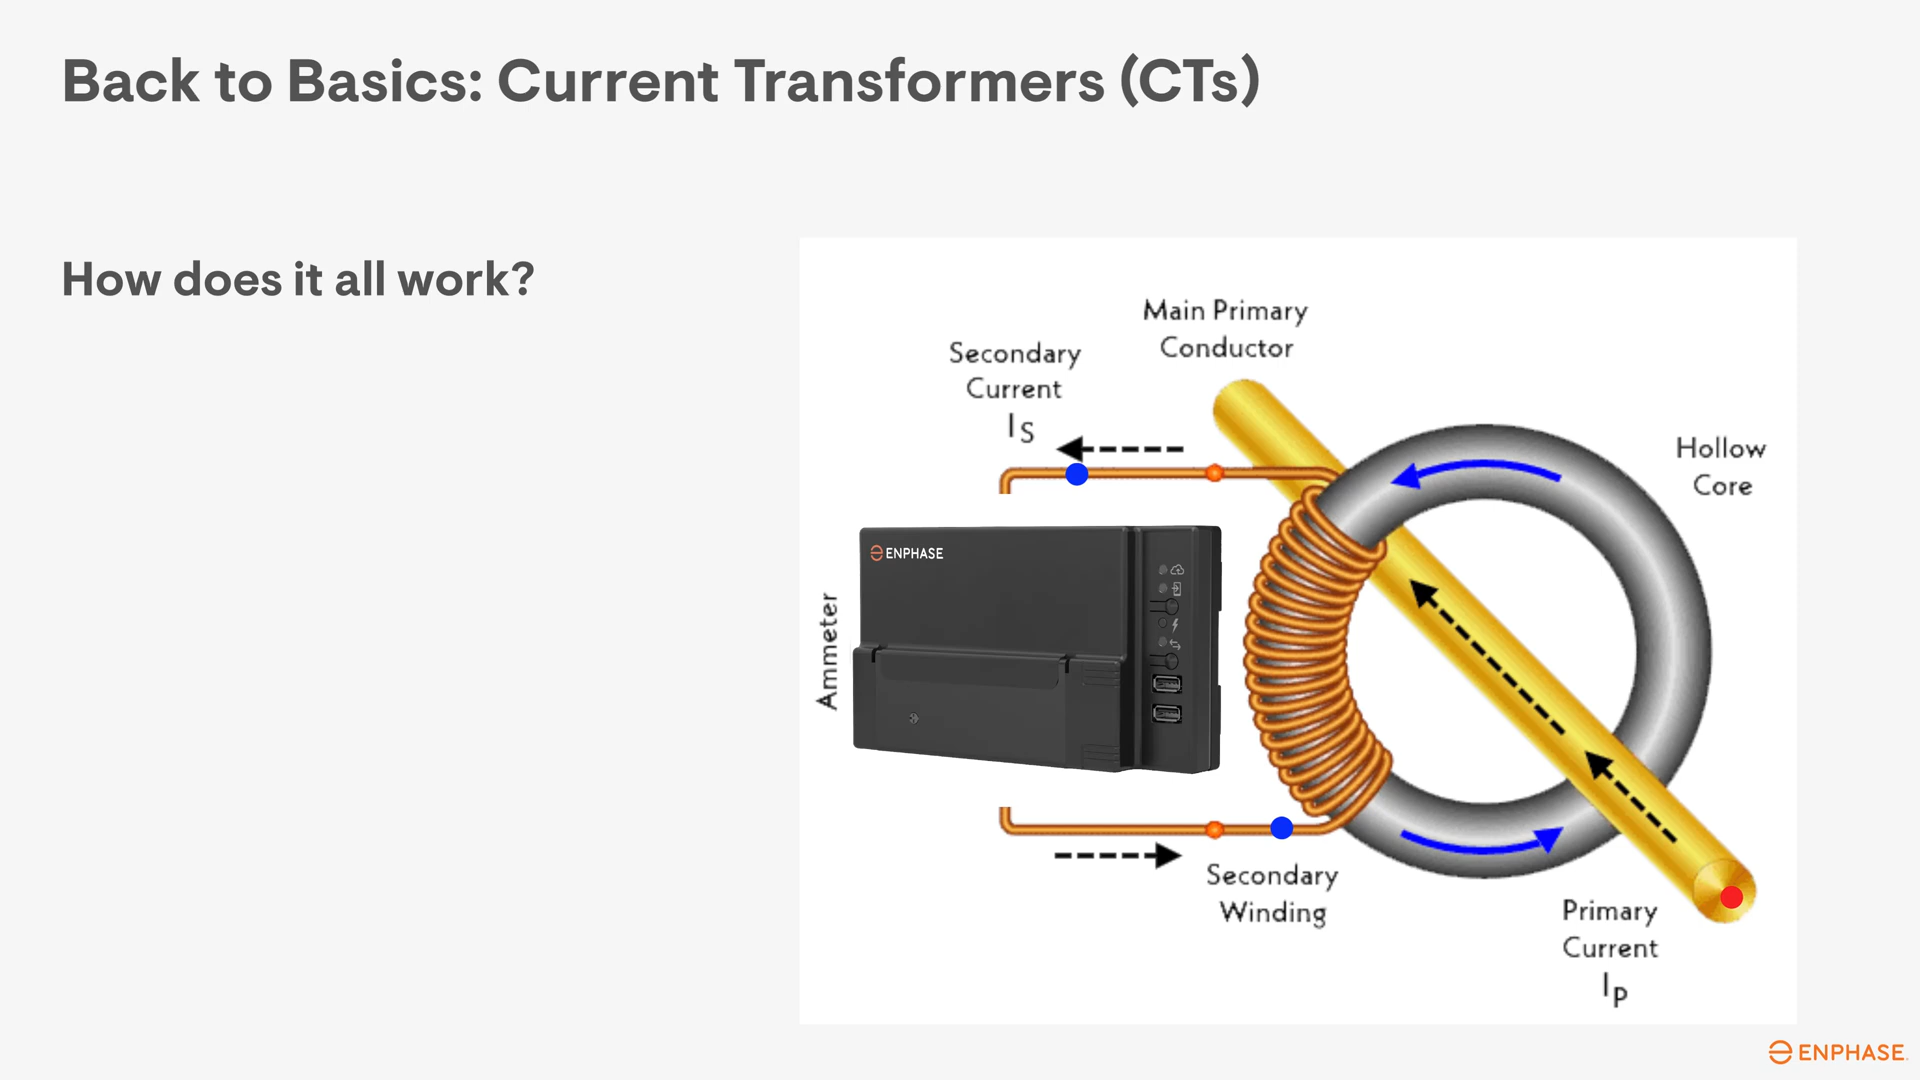 Back to Basics: Current Transformers (CTs)
How does it all work?
Main Primary
Conductor
Secondary
Current
IS
Hollow
Core
ENPHASE
Ammeter
Secondary
Winding
Primary
Current
IP
ENPHASE